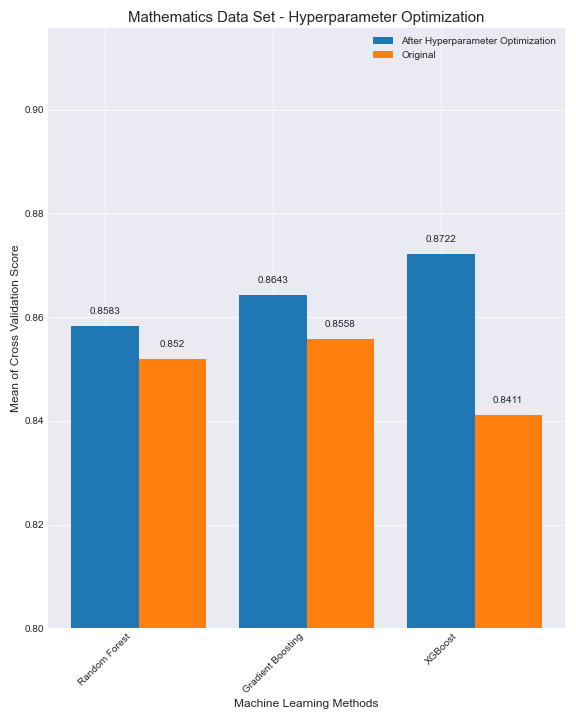 Mathematics Data Set - Hyperparameter Optimization
After Hyperparameter Optimization
Original
Mean of Cross Validation Score
0.90
0.88
0.86
0.84
0.82
0.80
0.8583
0.852
0.8643
0.8558
0.8722
0.8411
Random Forest
Gradient Boosting
XGBoost
Machine Learning Methods